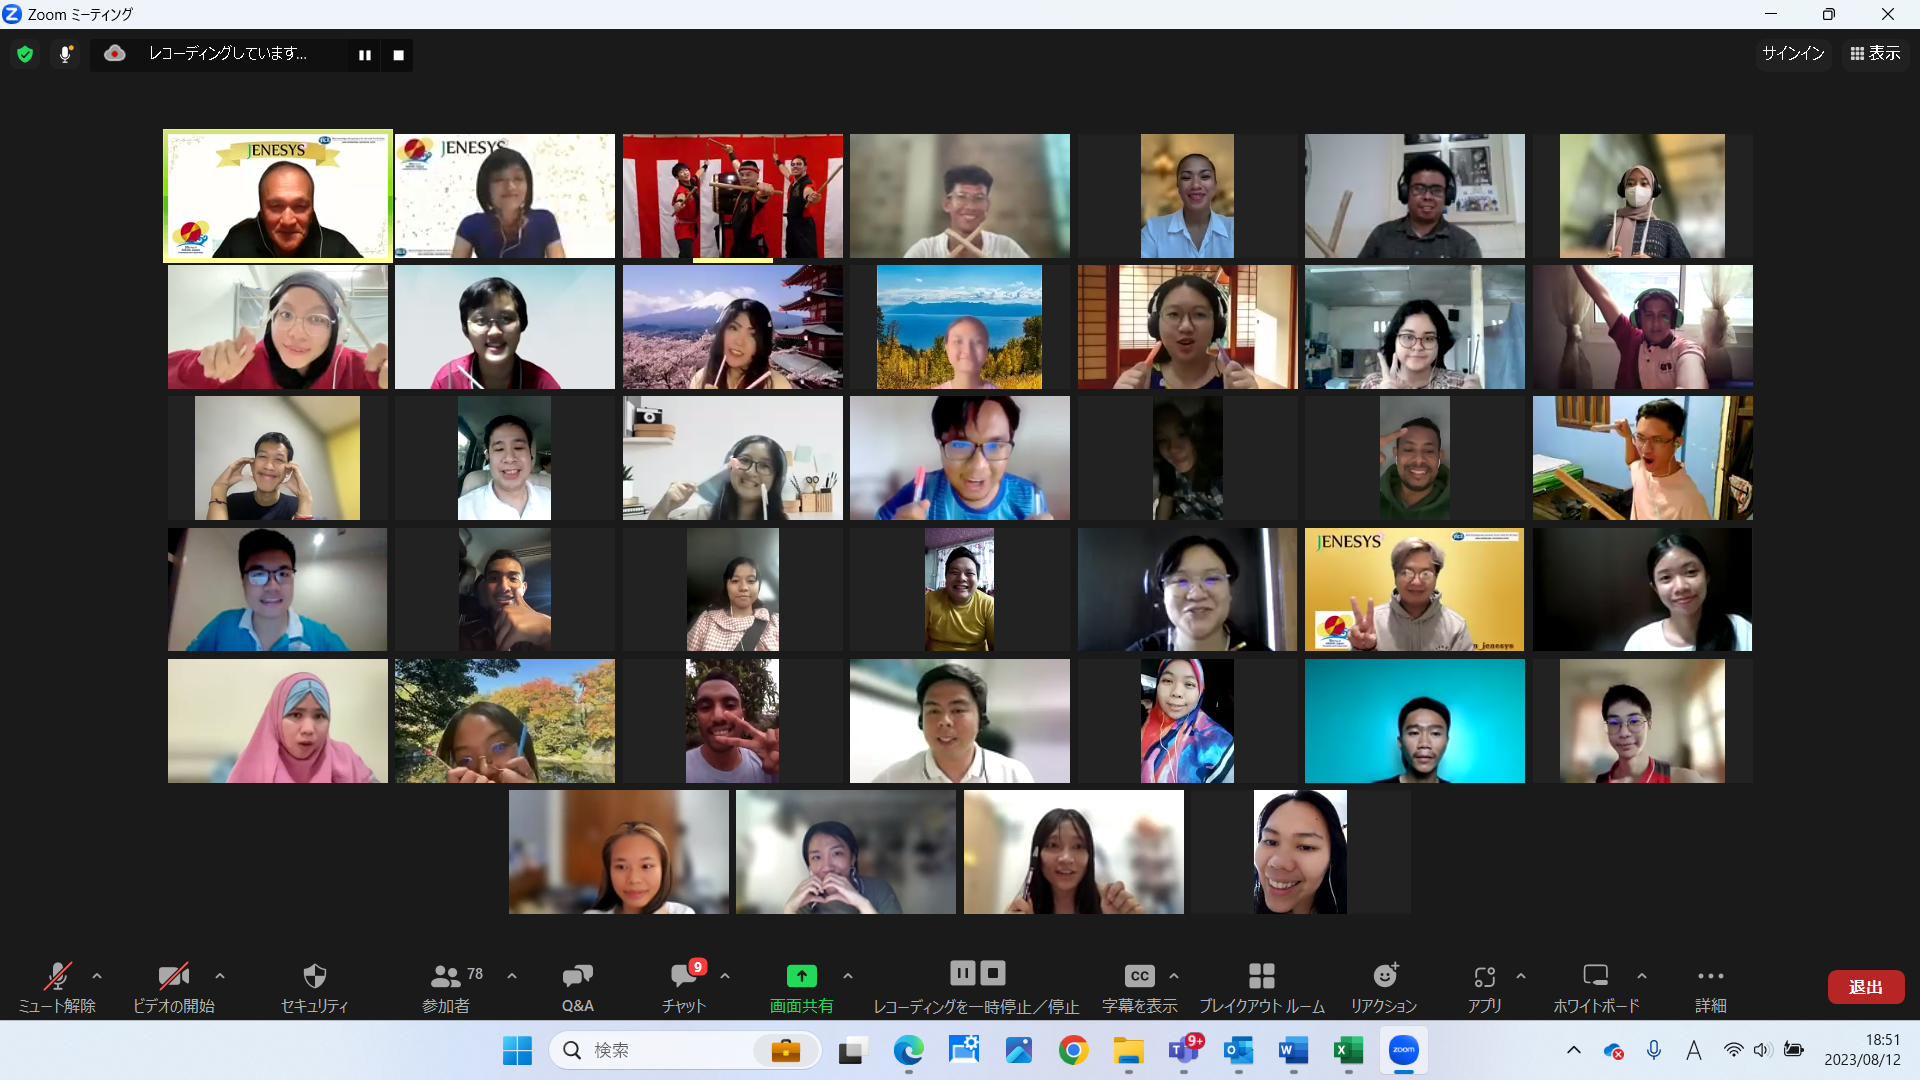 Zoom ミーティング
レコーディングしています...
サインイン
表示
JENESYS
JENESYS
JENESYS
n_jenesys
78
9
CC
ミュート解除
ビデオの開始
セキュリティ
参加者
Q&A
チャット
画面共有
レコーディングを一時停止／停止
字幕を表示
ブレイクアウト ルーム
リアクション
アプリ
ホワイトボード
詳細
退出
検索
9+
zoom
A
18:51
2023/08/12